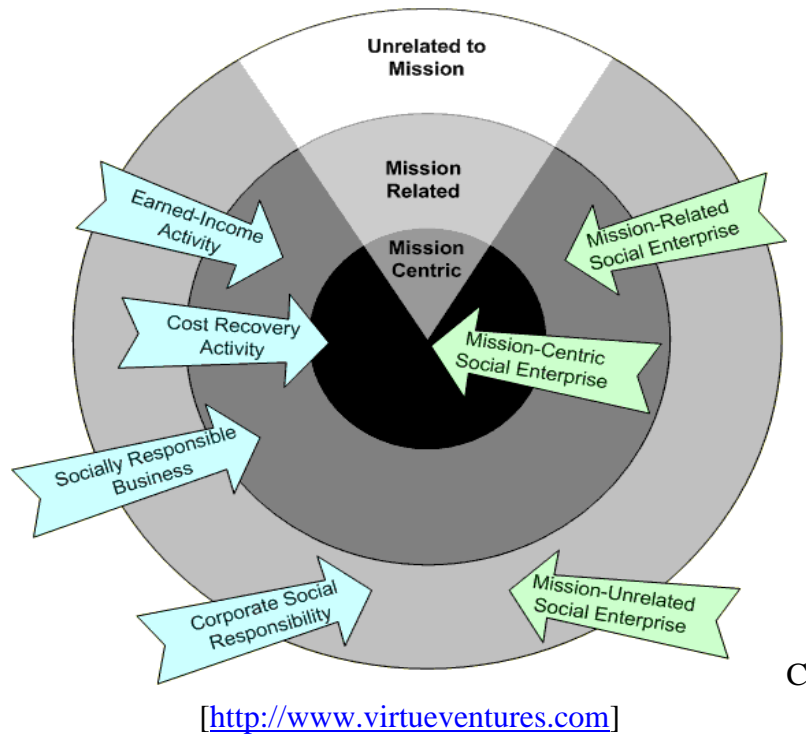 Unrelated to
Mission
Mission
Related
Mission
Centric
Earned-Income
Activity
Mission-Related
Social Enterprise
Cost Recovery
Activity
Mission-Centric
Social Enterprise
Socially Responsible
Business
Corporate Social
Responsibility
Mission-Unrelated
Social Enterprise
C
[http://www.virtueventures.com]